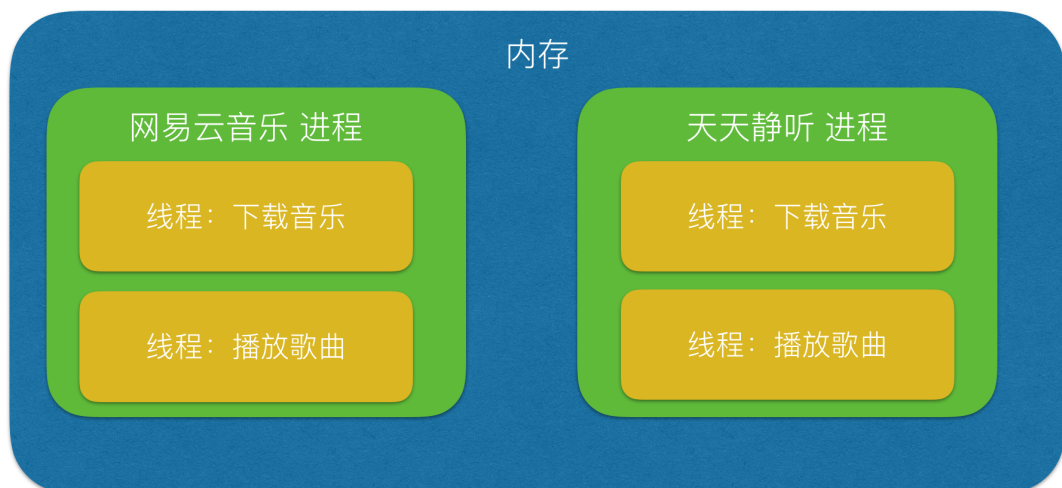 内存
网易云音乐 进程
线程：下载音乐
线程：播放歌曲
天天静听 进程
线程：下载音乐
线程：播放歌曲